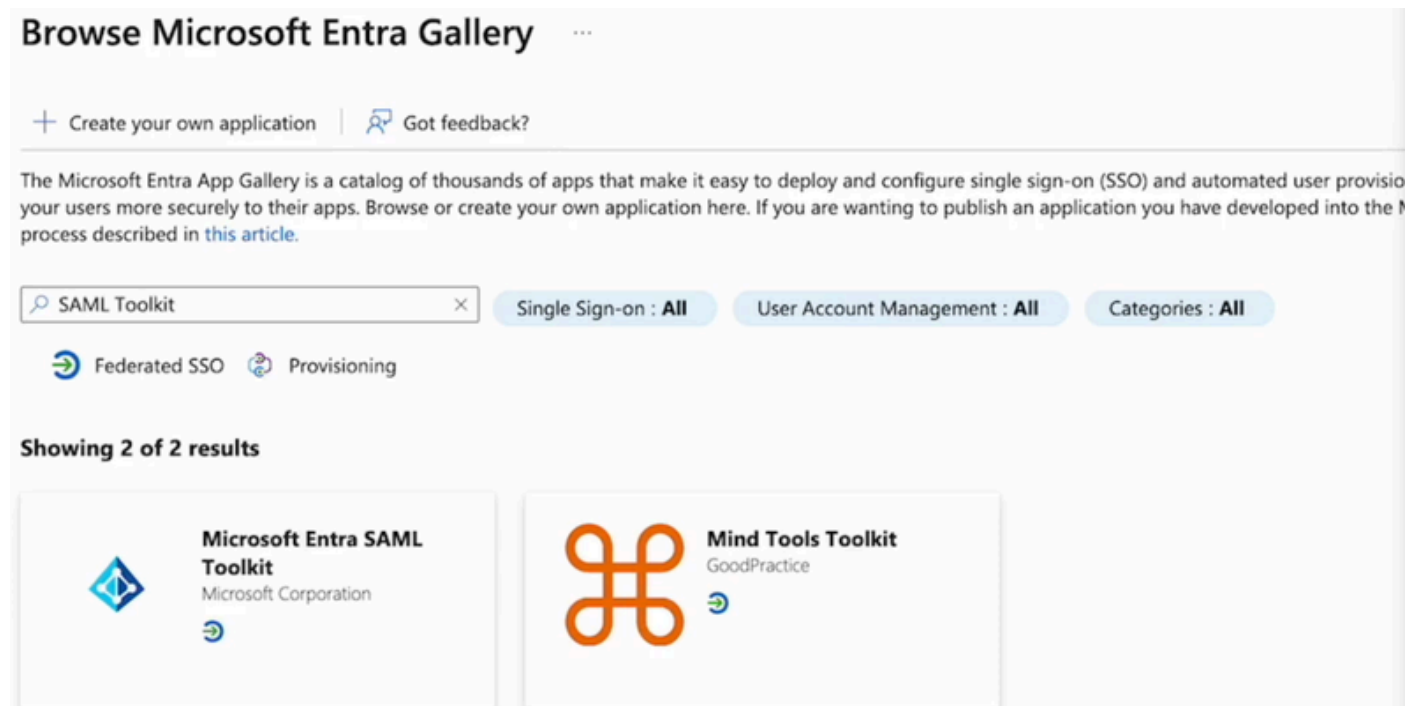 Browse Microsoft Entra Gallery ...
+ Create your own application | Got feedback?
The Microsoft Entra App Gallery is a catalog of thousands of apps that make it easy to deploy and configure single sign-on (SSO) and automated user provisio
your users more securely to their apps. Browse or create your own application here. If you are wanting to publish an application you have developed into the M
process described in this article.
SAML Toolkit × Single Sign-on : All User Account Management : All Categories : All
Federated SSO Provisioning
Showing 2 of 2 results
Microsoft Entra SAML
Toolkit
Microsoft Corporation
Mind Tools Toolkit
GoodPractice